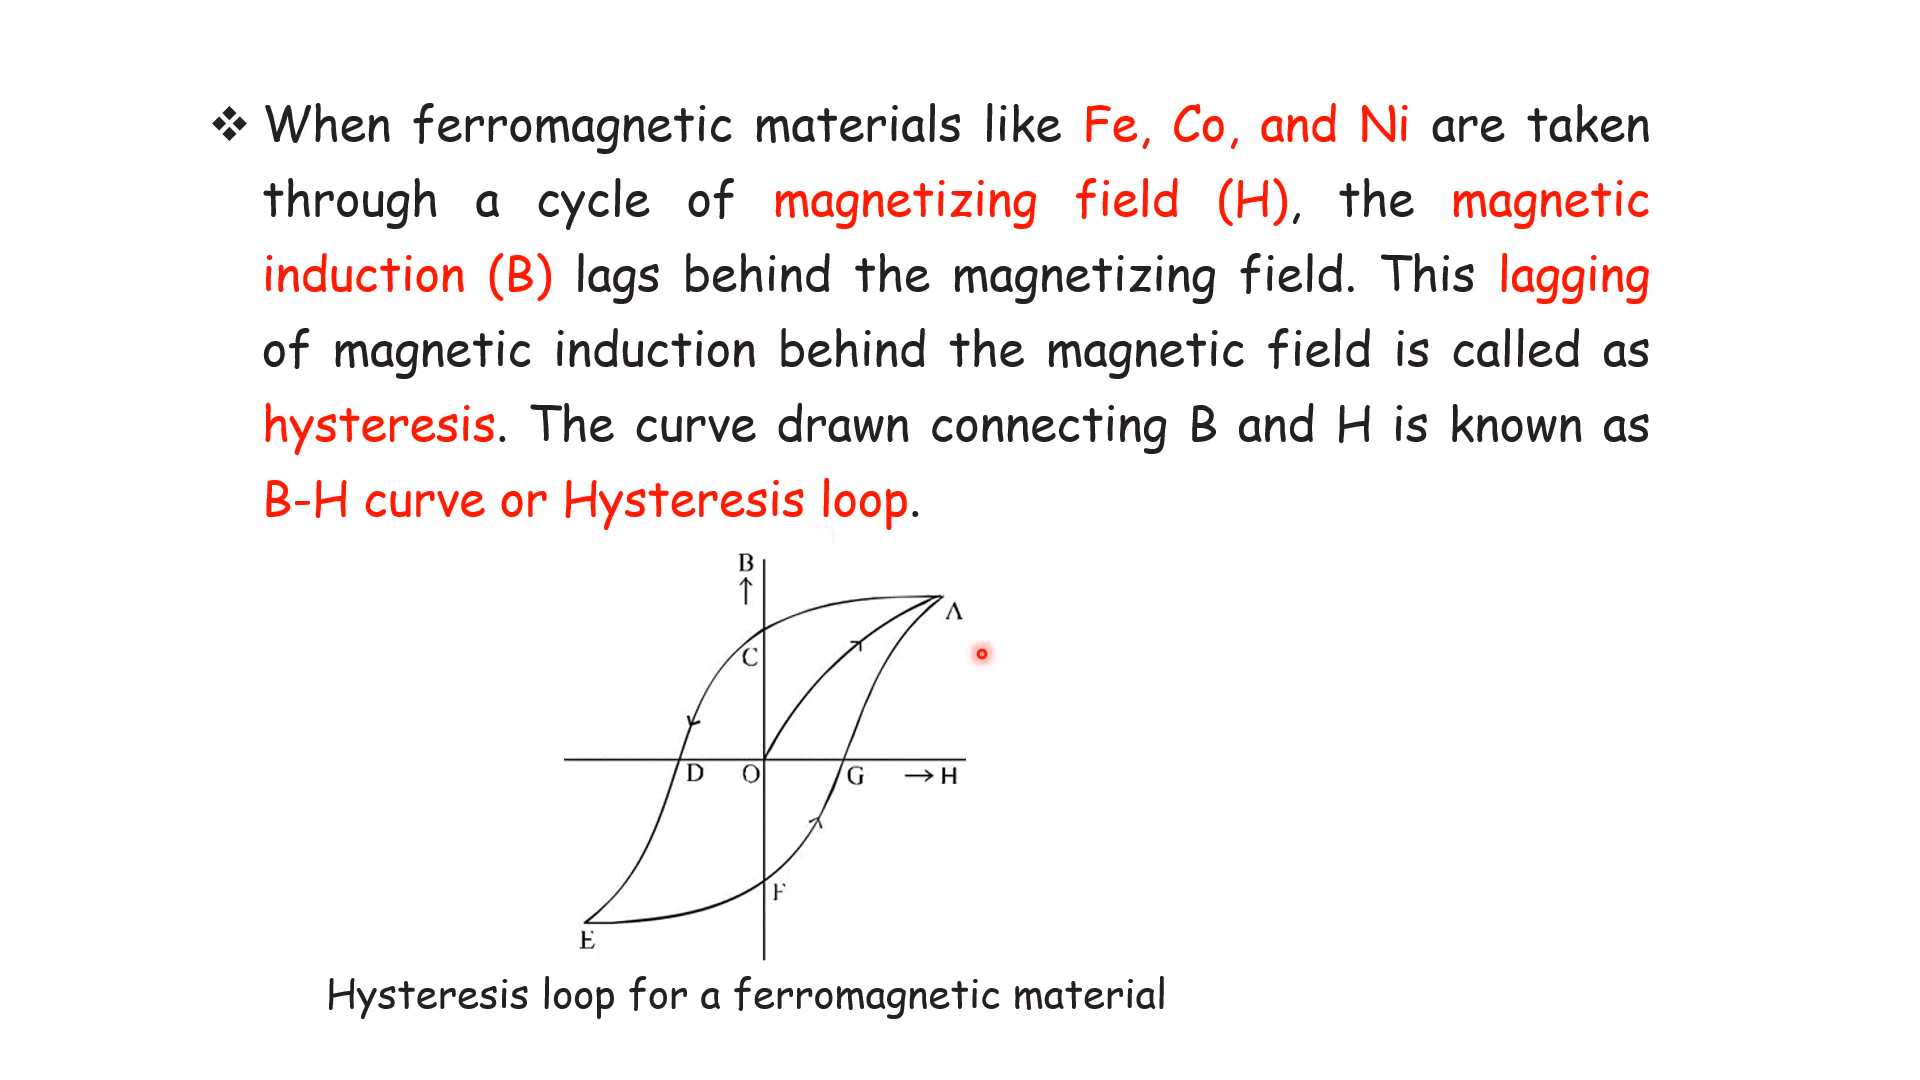 ❖ When ferromagnetic materials like Fe, Co, and Ni are taken
through a cycle of magnetizing field (H), the magnetic
induction (B) lags behind the magnetizing field. This lagging
of magnetic induction behind the magnetic field is called as
hysteresis. The curve drawn connecting B and H is known as
B-H curve or Hysteresis loop.
B
↑
A
C
D O G → H
F
E
Hysteresis loop for a ferromagnetic material